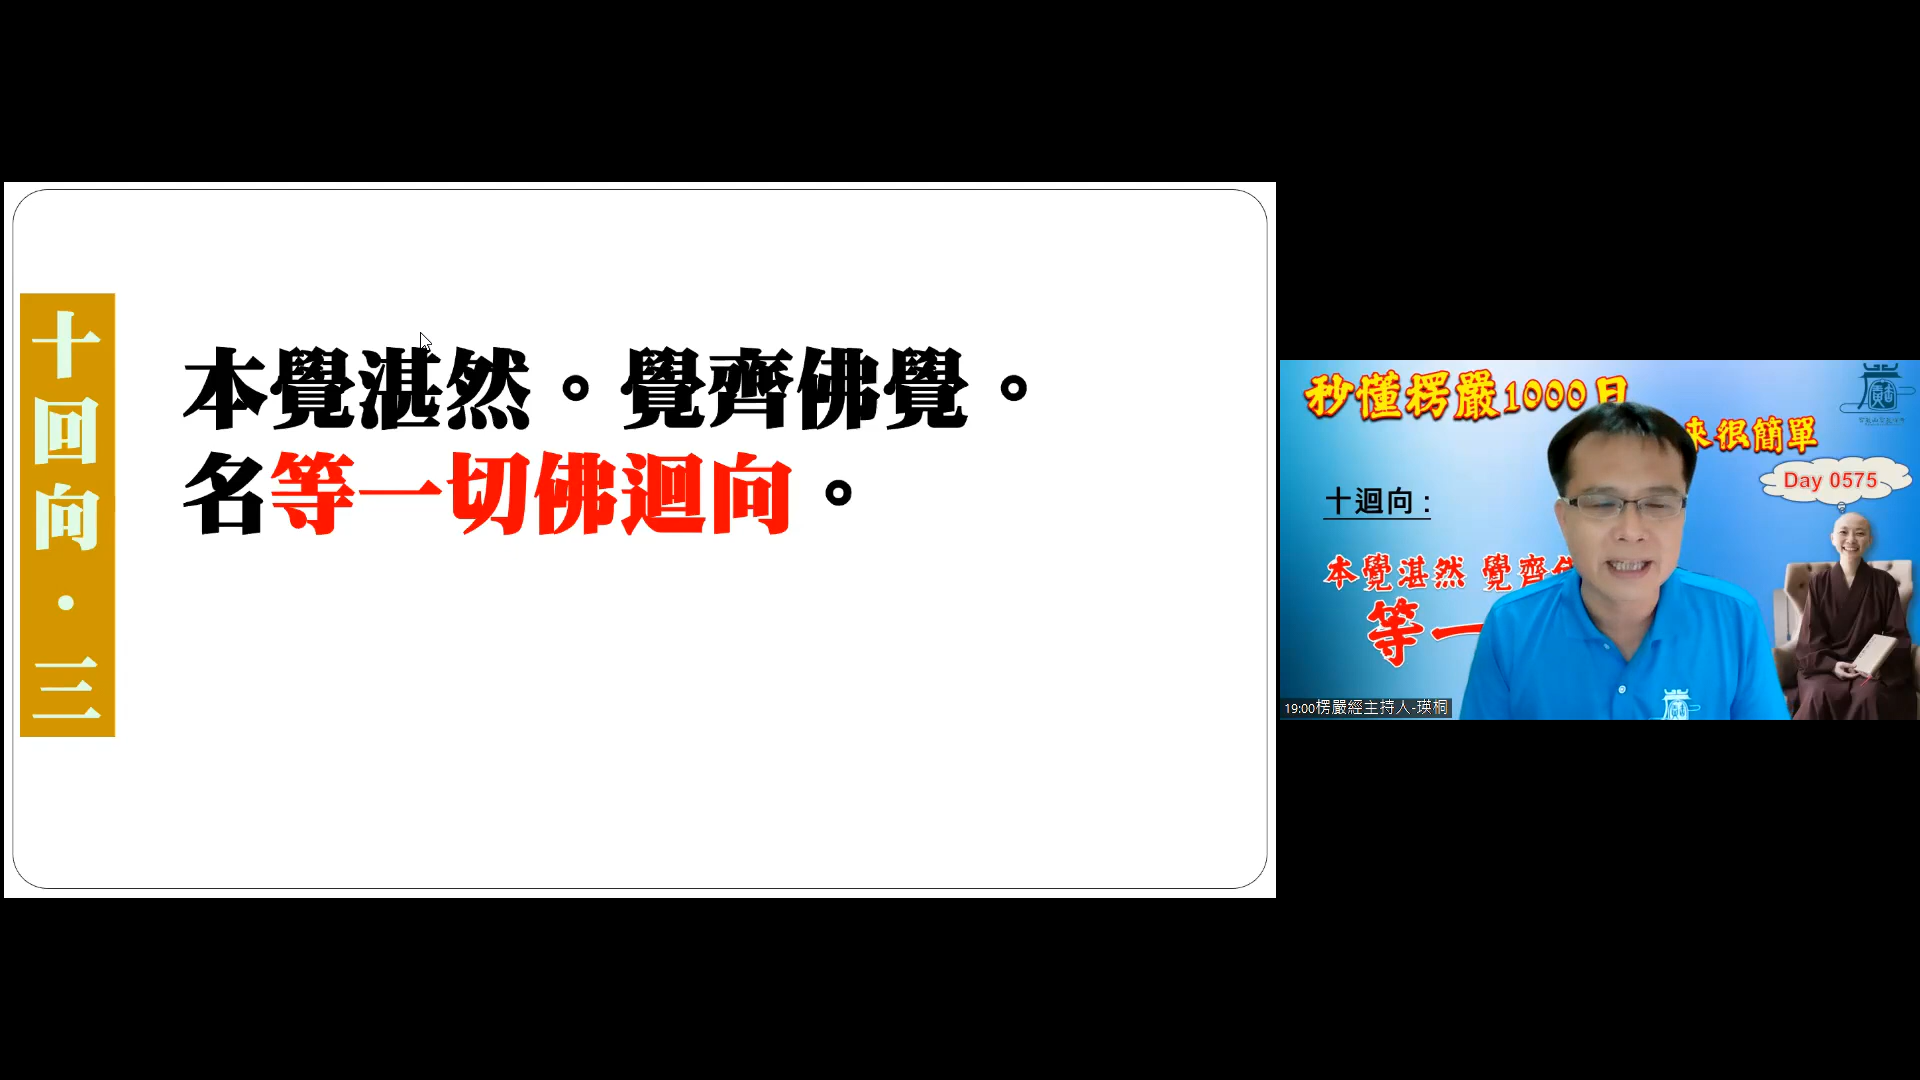 十回向・三
本覺湛然。覺齊佛覺。
名等一切佛迴向。
秒懂楞嚴1000日
來很簡單
Day 0575
十迴向:
本覺湛然 覺齊
等一
19:00楞嚴經主持人-瑛桐